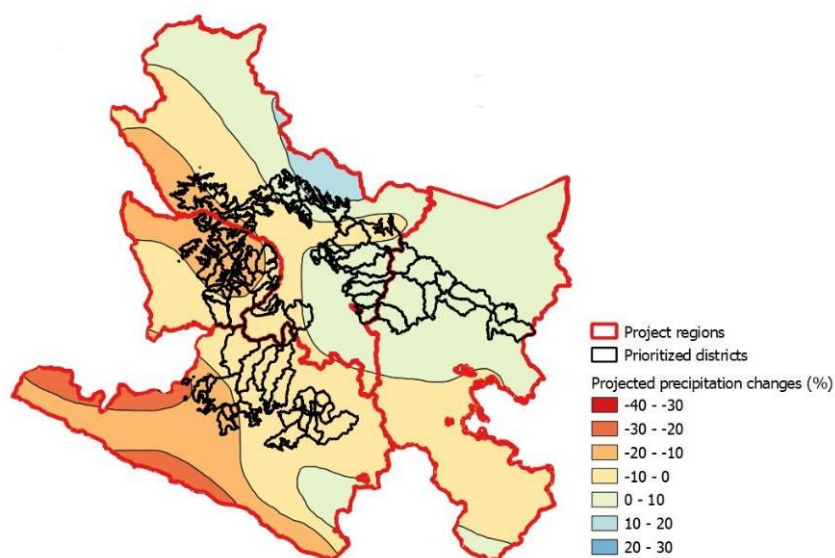 Project regions
Prioritized districts
Projected precipitation changes (%)
-40 - -30
-30 - -20
-20 - -10
-10 - 0
0 - 10
10 - 20
20 - 30